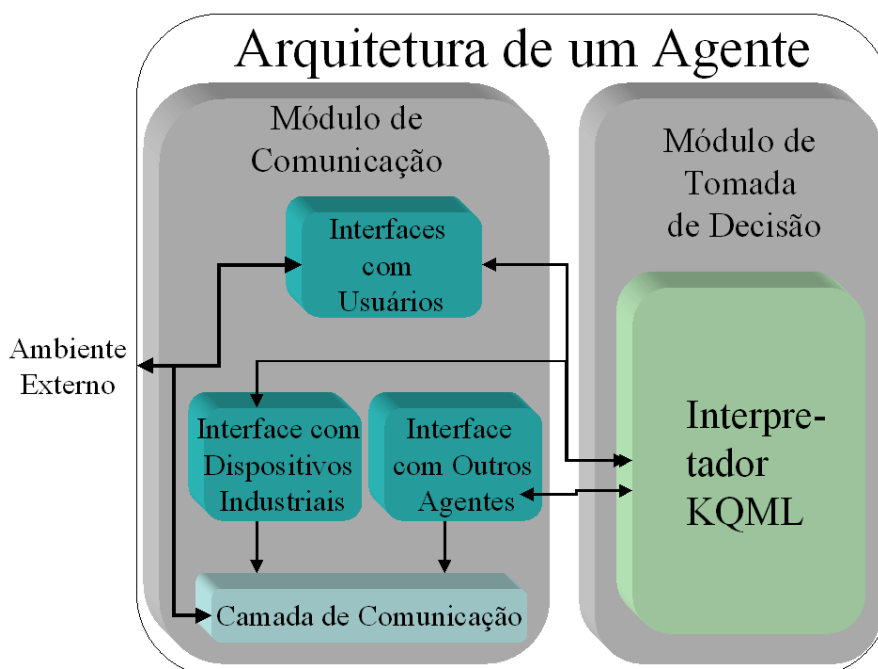 Arquitetura de um Agente
Módulo de
Comunicação
Interfaces
com
Usuários
Ambiente
Externo
Interface com
Dispositivos
Industriais
Interface
com Outros
Agentes
Camada de Comunicação
Módulo de
Tomada
de Decisão
Interpre-
tador
KQML